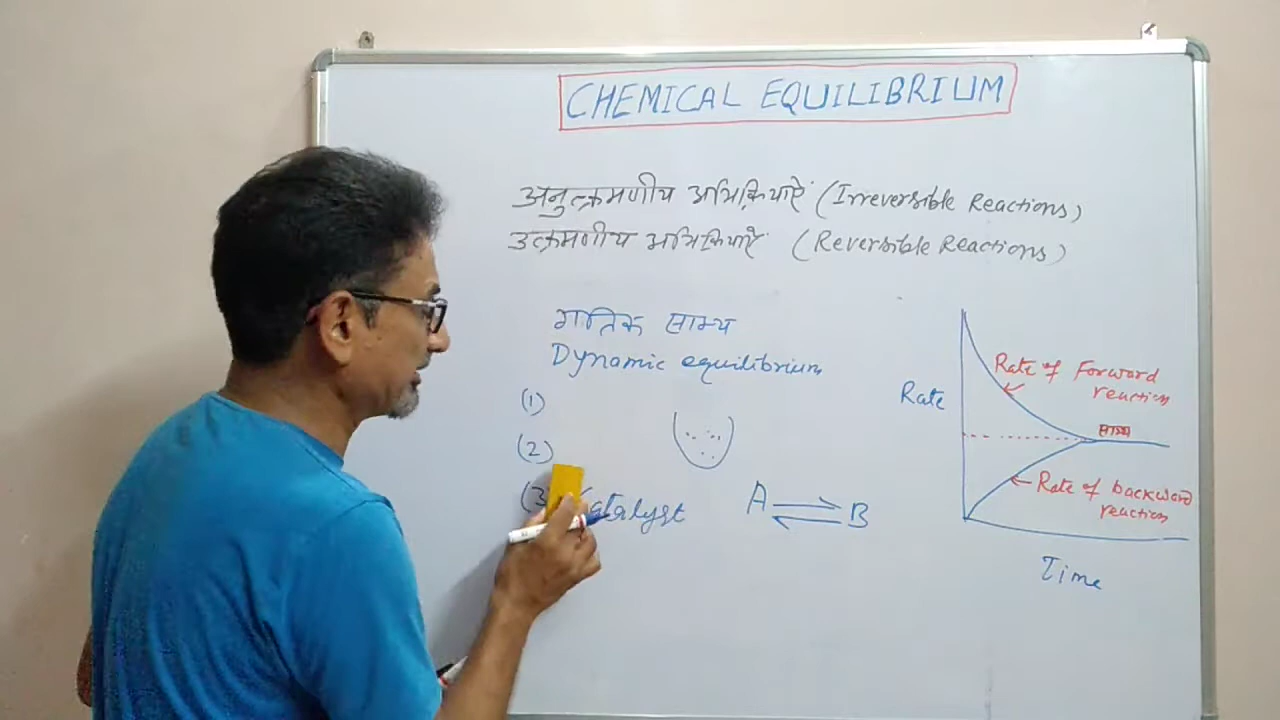 CHEMICAL EQUILIBRIUM
अनुत्क्रमणीय अभिक्रियाऐं (Irreversible Reactions)
उत्क्रमणीय अभिक्रियाऐं (Reversible Reactions)
गतिक साम्य
Dynamic equilibrium
(1)
(2)
(3) Catalyst
A ⇌ B
Rate
Rate of Forward
reaction
साम्य
Rate of backward
reaction
Time